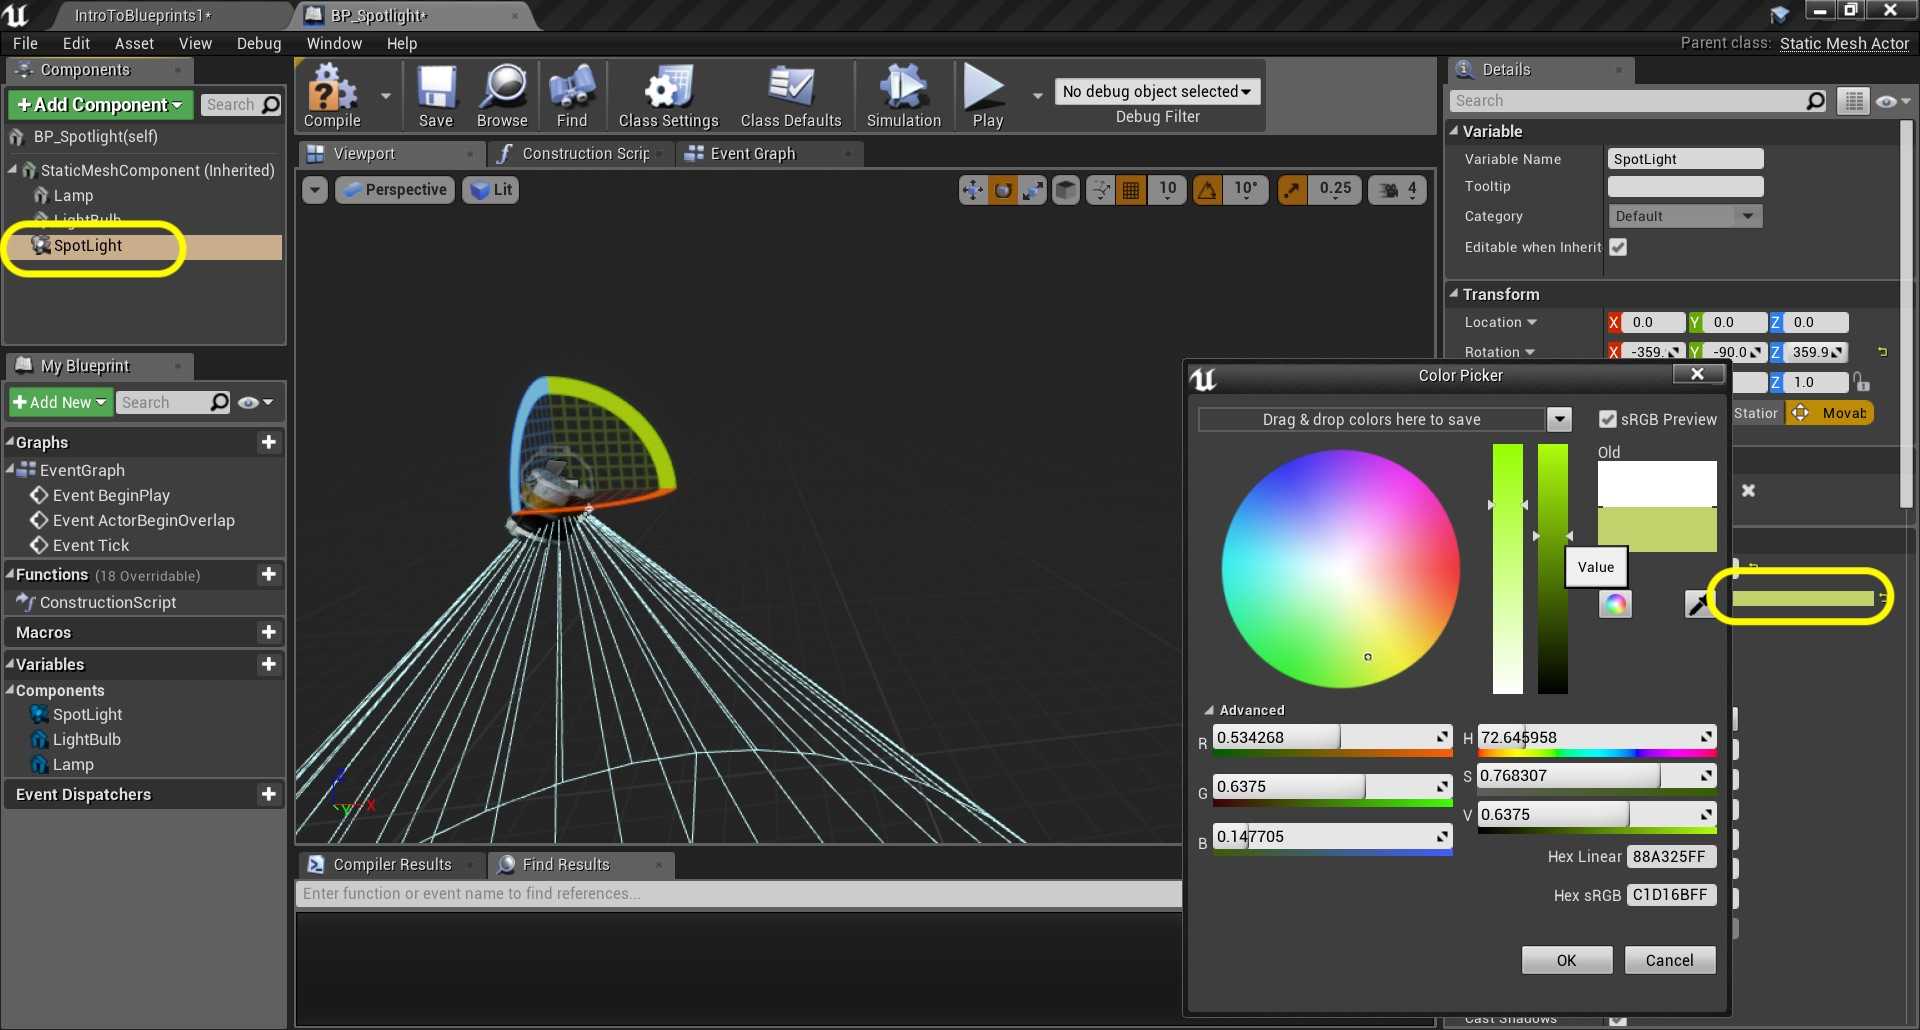 IntroToBlueprints1*
BP_Spotlight*
File Edit Asset View Debug Window Help
Parent class: Static Mesh Actor
Components
+Add Component
Search
BP_Spotlight(self)
StaticMeshComponent (Inherited)
Lamp
LightBulb
SpotLight
My Blueprint
+Add New
Search
Graphs
EventGraph
Event BeginPlay
Event ActorBeginOverlap
Event Tick
Functions (18 Overridable)
ConstructionScript
Macros
Variables
Components
SpotLight
LightBulb
Lamp
Event Dispatchers
Compile Save Browse Find Class Settings Class Defaults Simulation Play
No debug object selected
Debug Filter
Viewport
Construction Scrip
Event Graph
Perspective Lit
10 10° 0.25 4
X Y
Compiler Results
Find Results
Enter function or event name to find references...
Details
Search
Variable
Variable Name SpotLight
Tooltip
Category Default
Editable when Inherit
Transform
Location X 0.0 Y 0.0 Z 0.0
Rotation X -359. Y -90.0 Z 359.9
Z 1.0
Station Movab
Color Picker
Drag & drop colors here to save
sRGB Preview
Old
Value
Advanced
R 0.534268
G 0.6375
B 0.147705
H 72.645958
S 0.768307
V 0.6375
Hex Linear 88A325FF
Hex sRGB C1D16BFF
OK Cancel
Cast Shadows